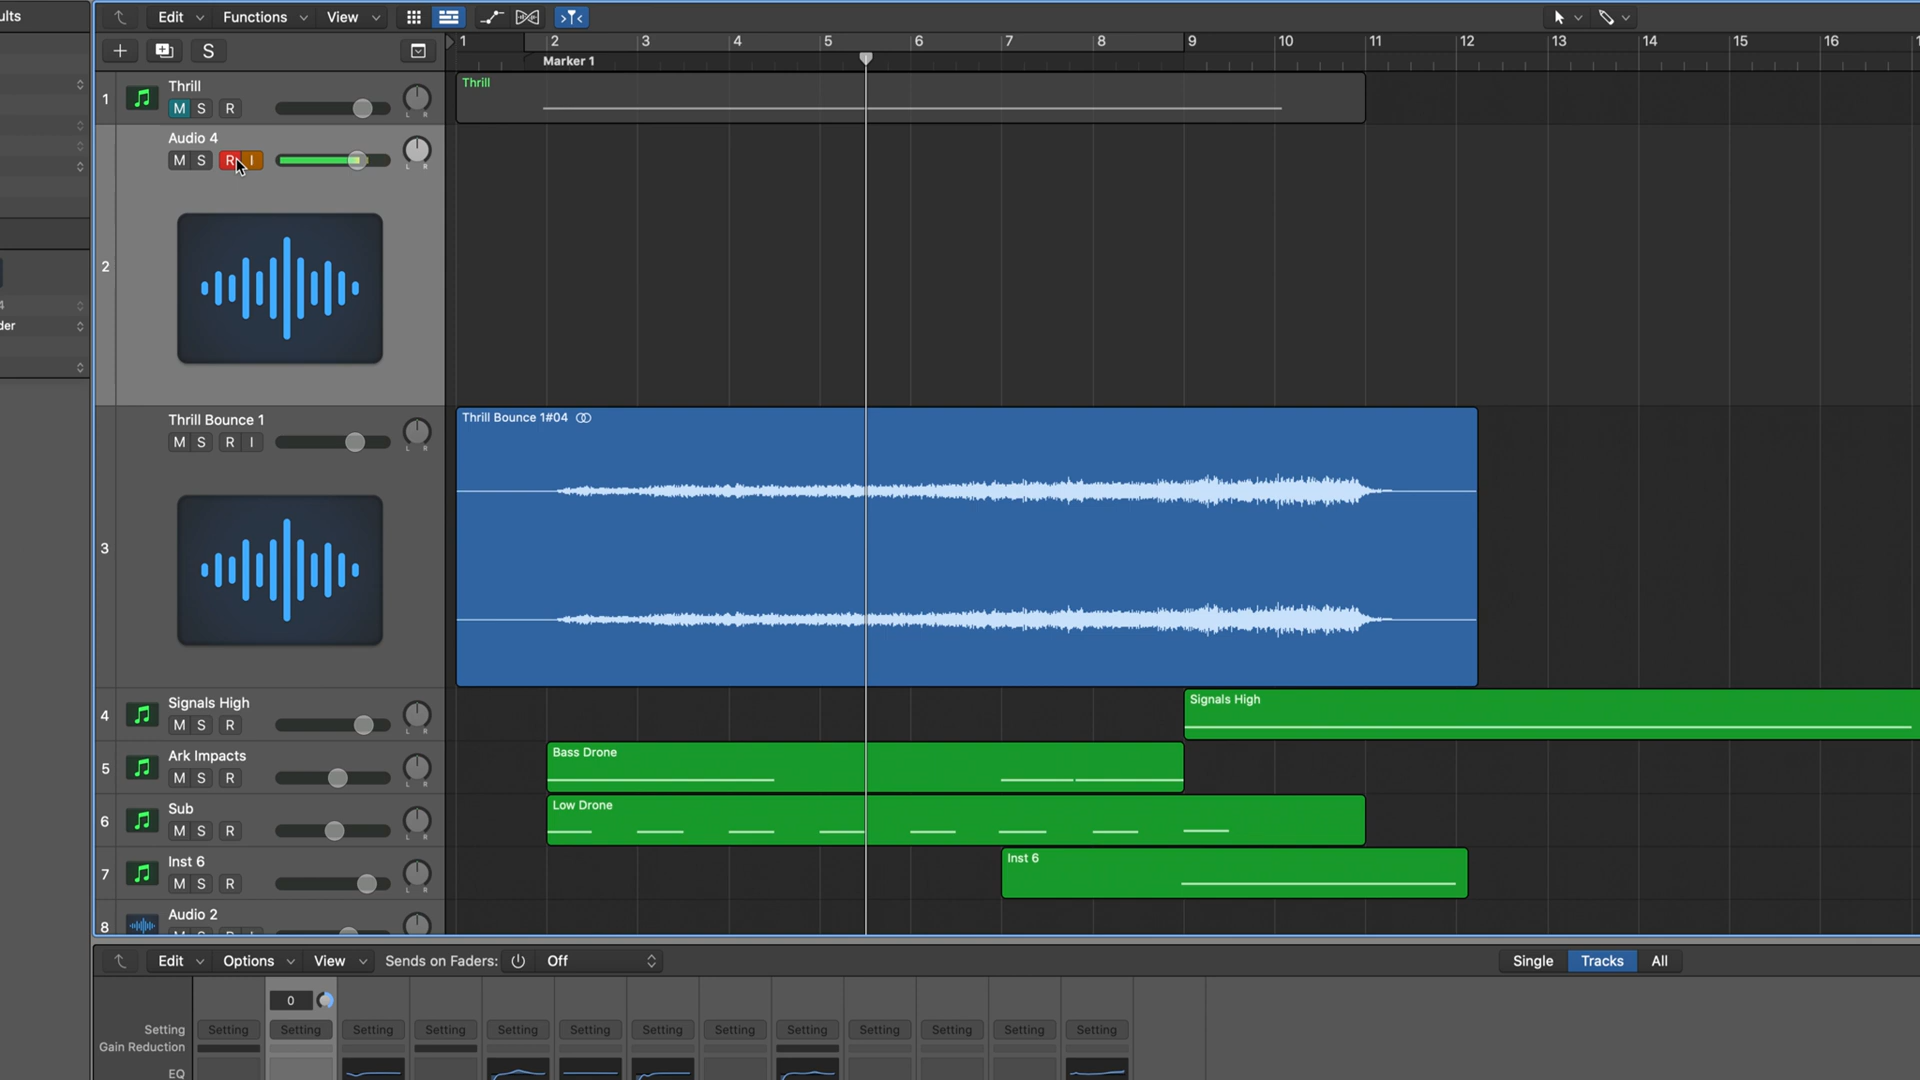 ults
Edit Functions View
S
1 2 3 4 5 6 7 8 9 10 11 12 13 14 15 16
Marker 1
1 Thrill
M S R
L R
Thrill
Audio 4
M S R I
L R
2
Thrill Bounce 1
M S R I
L R
3
Thrill Bounce 1#04
4
der
Signals High
4
M S R
L R
Signals High
Ark Impacts
5
M S R
L R
Bass Drone
Sub
6
M S R
L R
Low Drone
Inst 6
7
M S R
L R
Inst 6
Audio 2
8
Edit Options View Sends on Faders: Off Single Tracks All
0
Setting Setting Setting Setting Setting Setting Setting Setting Setting Setting Setting Setting Setting Setting
Gain Reduction
EQ